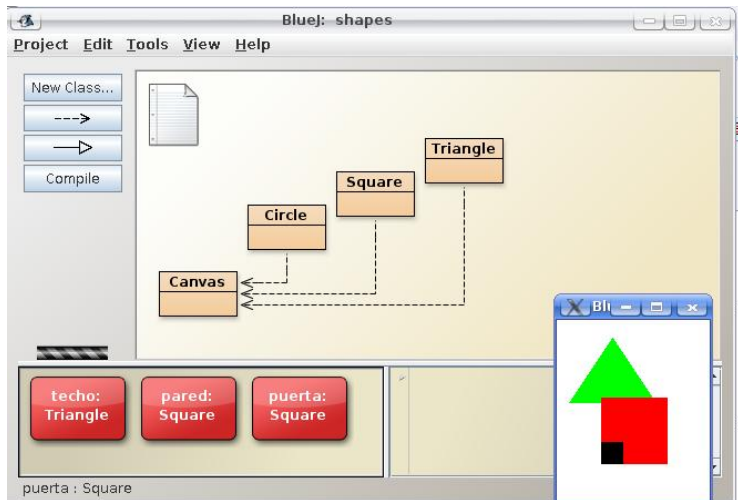 BlueJ: shapes
Project Edit Tools View Help
New Class...
Compile
Triangle
Square
Circle
Canvas
techo:
Triangle
pared:
Square
puerta:
Square
puerta : Square